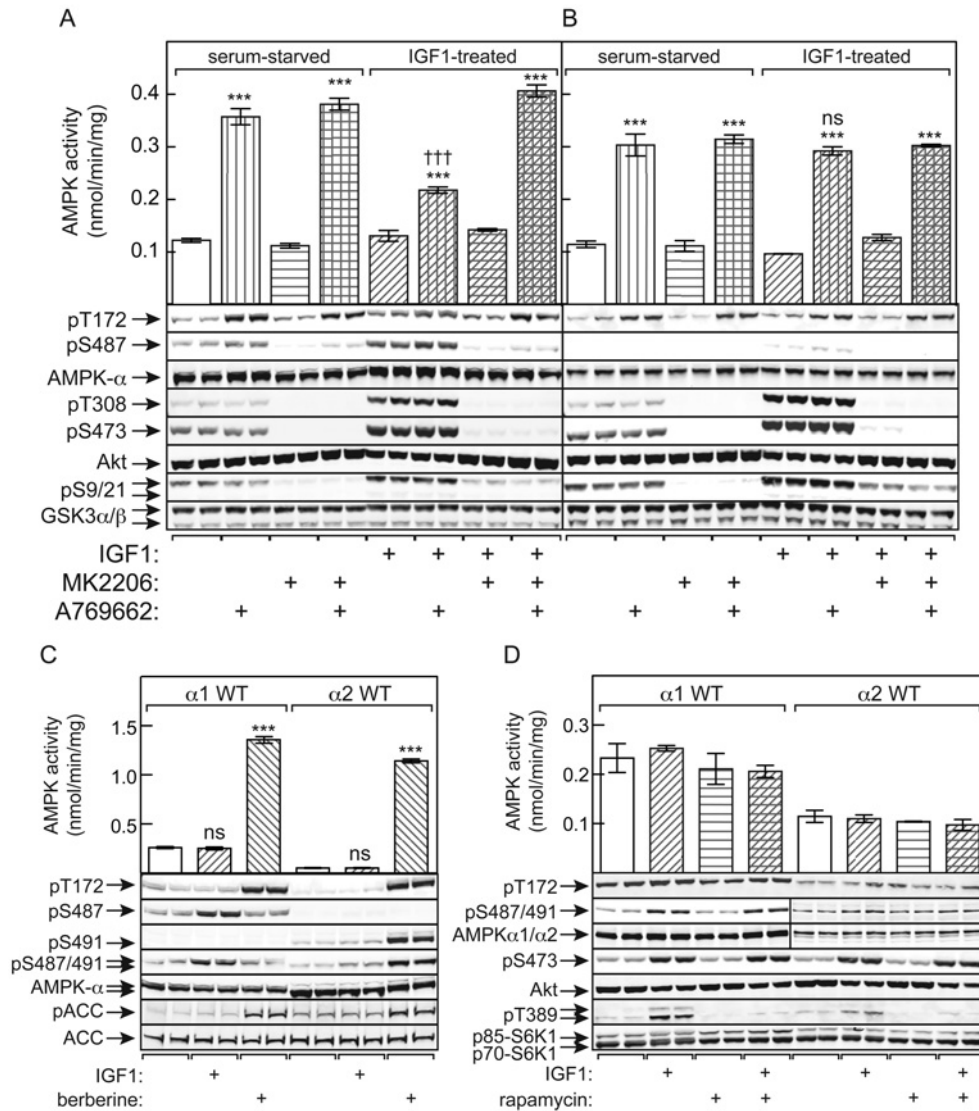 A
B
serum-starved
IGF1-treated
serum-starved
IGF1-treated
AMPK activity
(nmol/min/mg)
0.4
0.3
0.2
0.1
***
***
†††
***
***
***
***
ns
***
***
pT172
pS487
AMPK-α
pT308
pS473
Akt
pS9/21
GSK3α/β
IGF1: + + + + + + + +
MK2206: + + + + + + + +
A769662: + + + + + + + +
C
α1 WT
α2 WT
AMPK activity
(nmol/min/mg)
1.5
1.0
0.5
ns
***
ns
***
pT172
pS487
pS491
pS487/491
AMPK-α
pACC
ACC
IGF1: + +
berberine: + +
D
α1 WT
α2 WT
AMPK activity
(nmol/min/mg)
0.3
0.2
0.1
pT172
pS487/491
AMPKα1/α2
pS473
Akt
pT389
p85-S6K1
p70-S6K1
IGF1: + + + +
rapamycin: + + + +